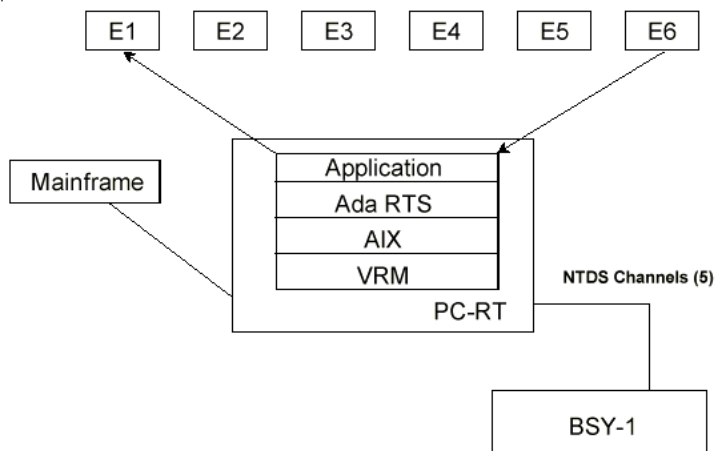 E1 E2 E3 E4 E5 E6
Application
Mainframe
Ada RTS
AIX
VRM
NTDS Channels (5)
PC-RT
BSY-1